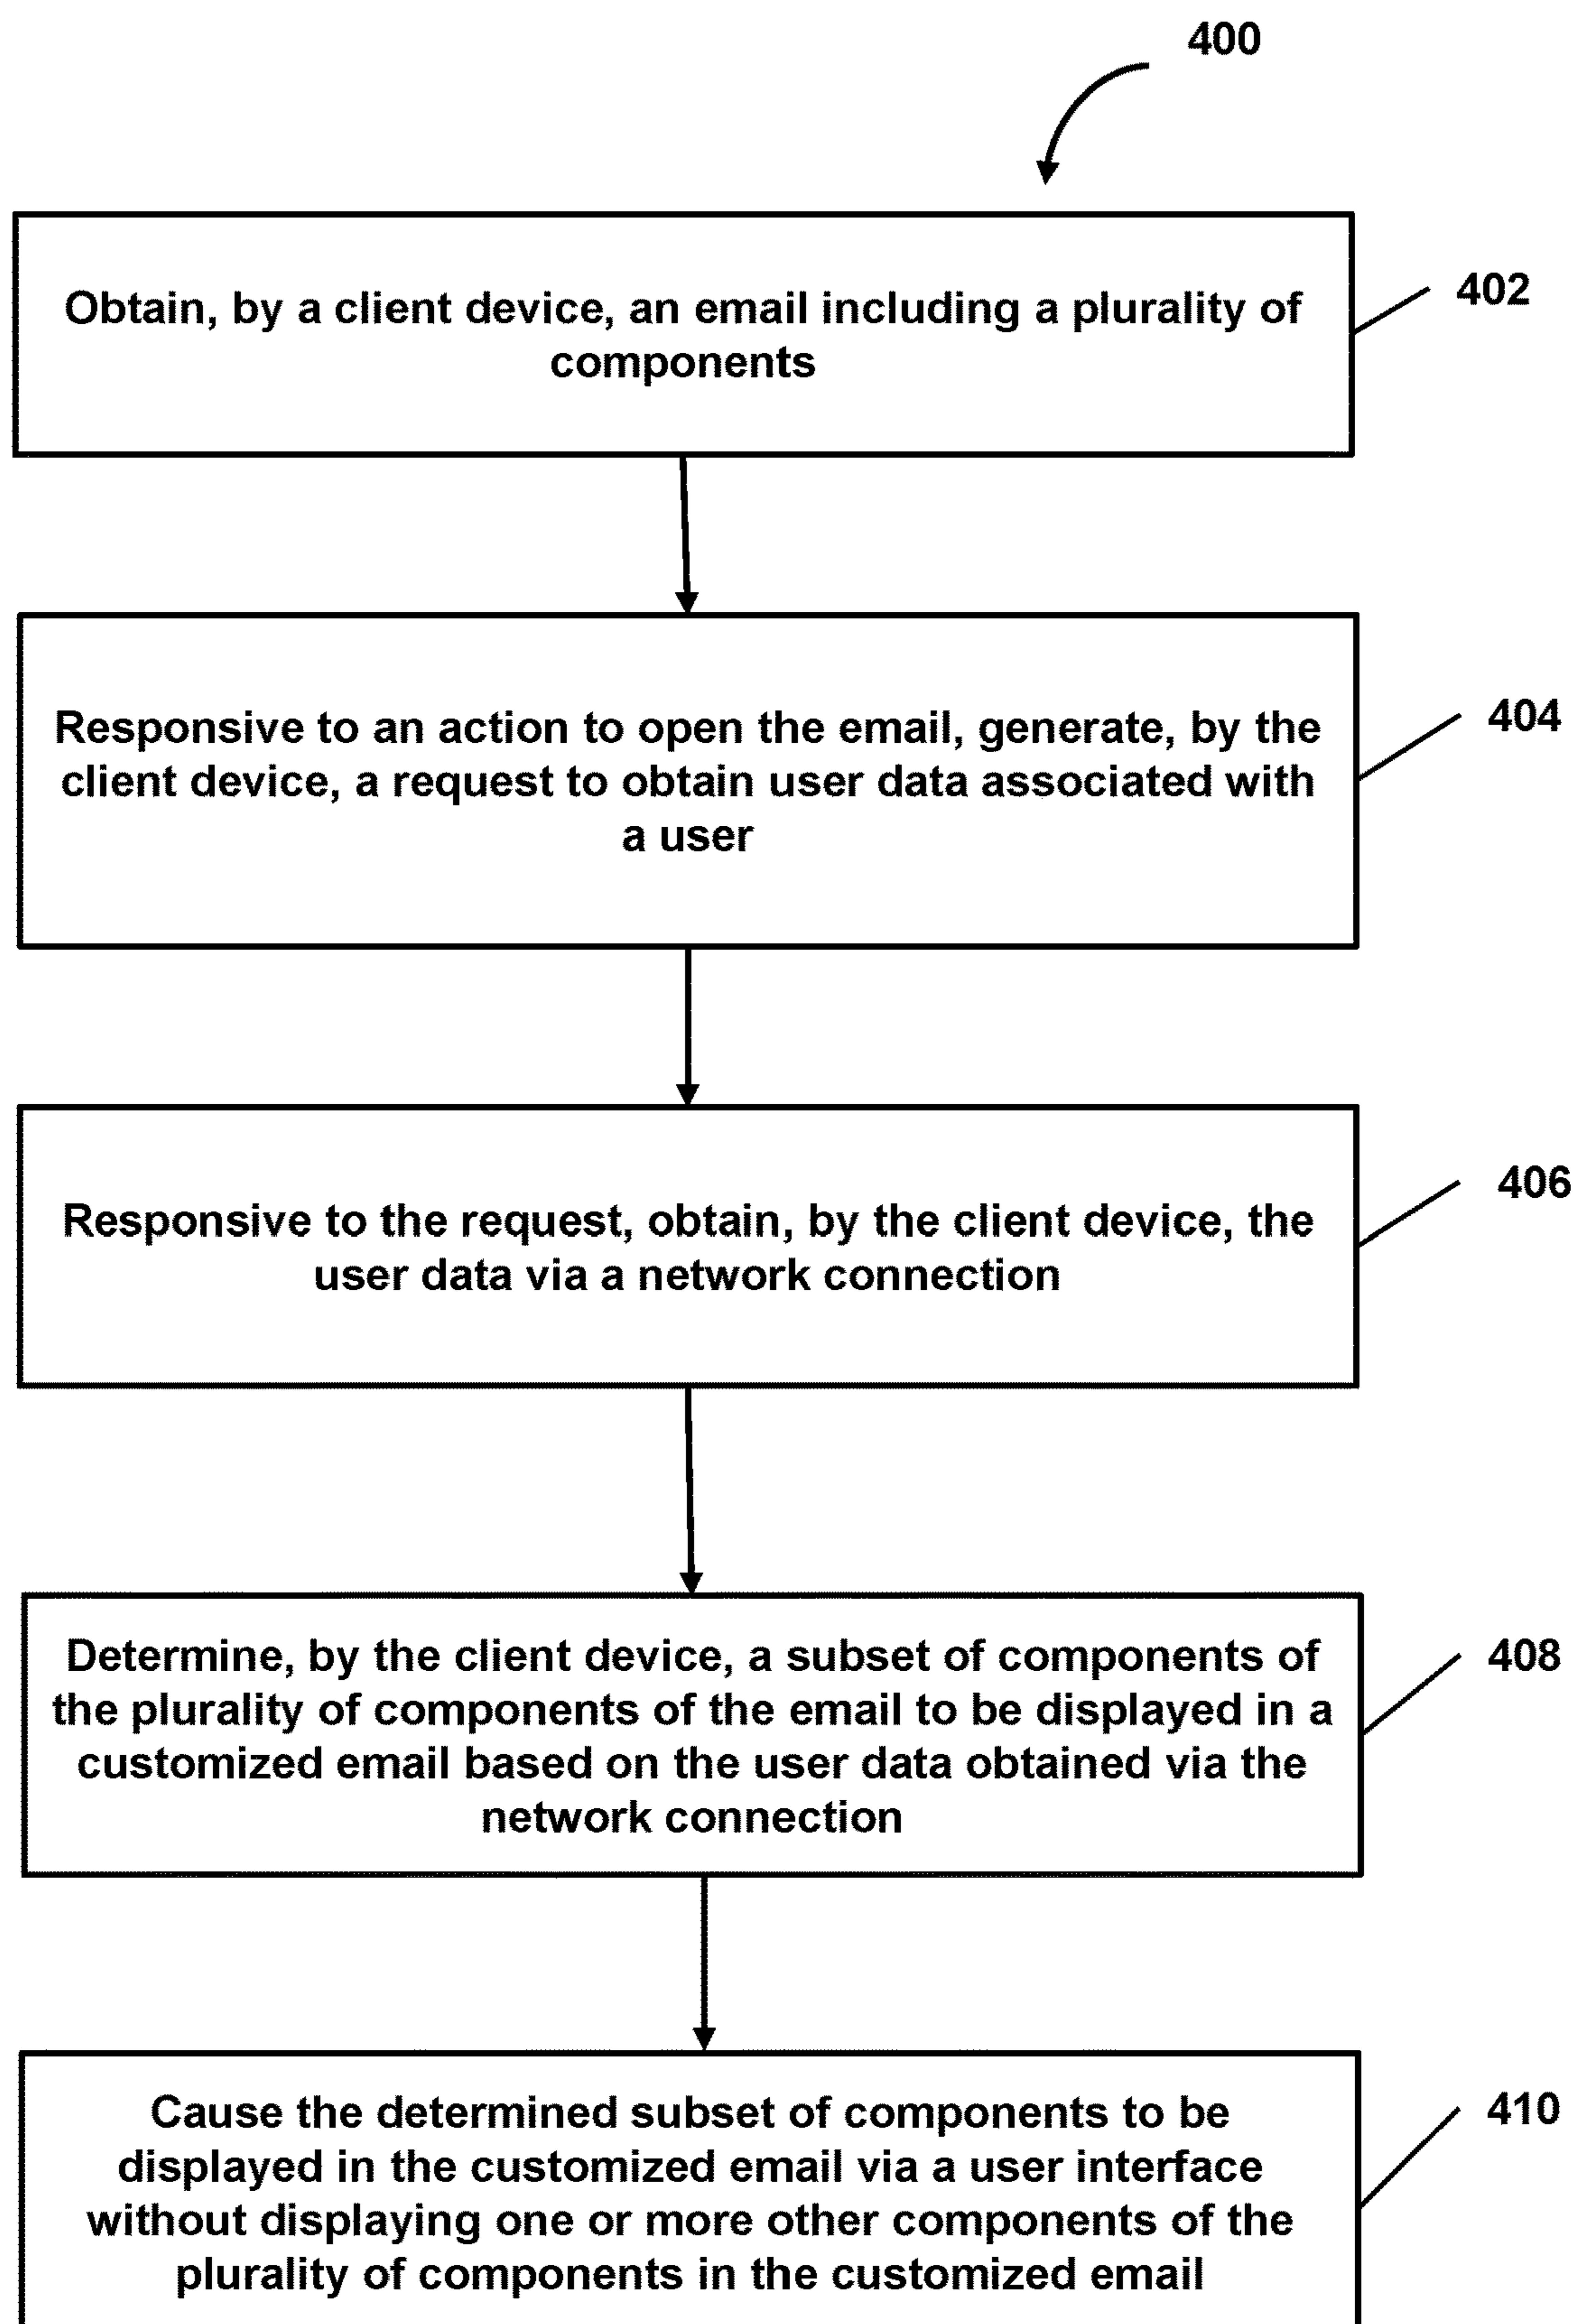 400
Obtain, by a client device, an email including a plurality of
components
402
Responsive to an action to open the email, generate, by the
client device, a request to obtain user data associated with
a user
404
Responsive to the request, obtain, by the client device, the
user data via a network connection
406
Determine, by the client device, a subset of components of
the plurality of components of the email to be displayed in a
customized email based on the user data obtained via the
network connection
408
Cause the determined subset of components to be
displayed in the customized email via a user interface
without displaying one or more other components of the
plurality of components in the customized email
410